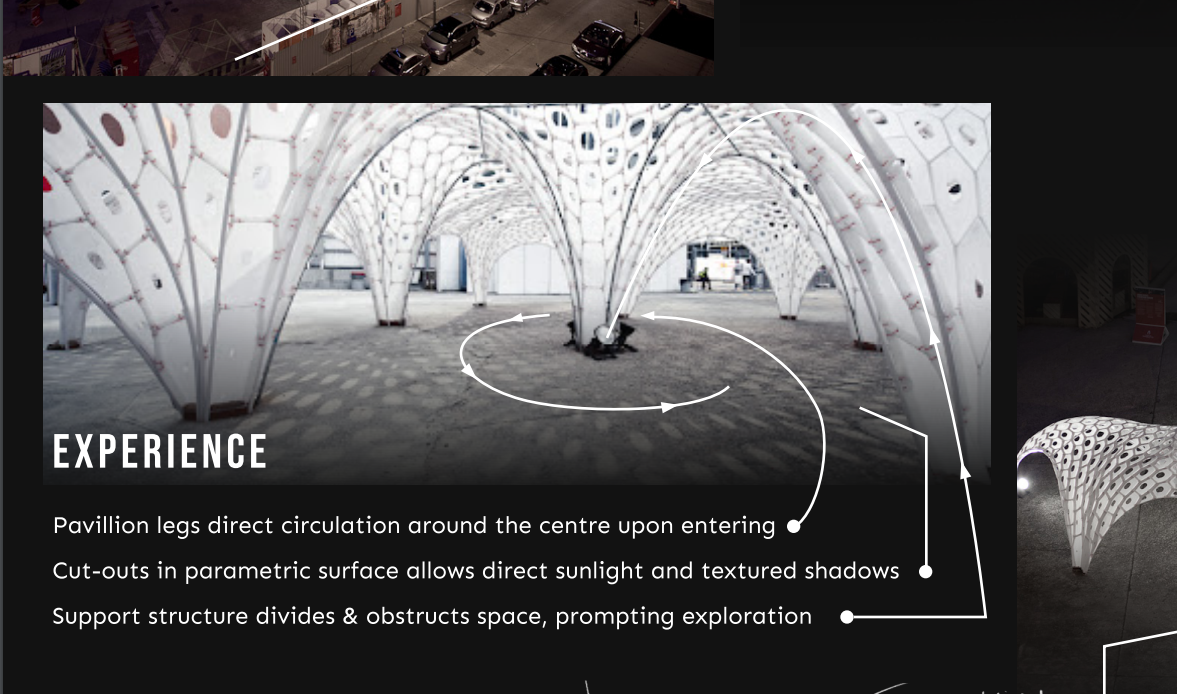 EXPERIENCE
Pavillion legs direct circulation around the centre upon entering
Cut-outs in parametric surface allows direct sunlight and textured shadows
Support structure divides & obstructs space, prompting exploration